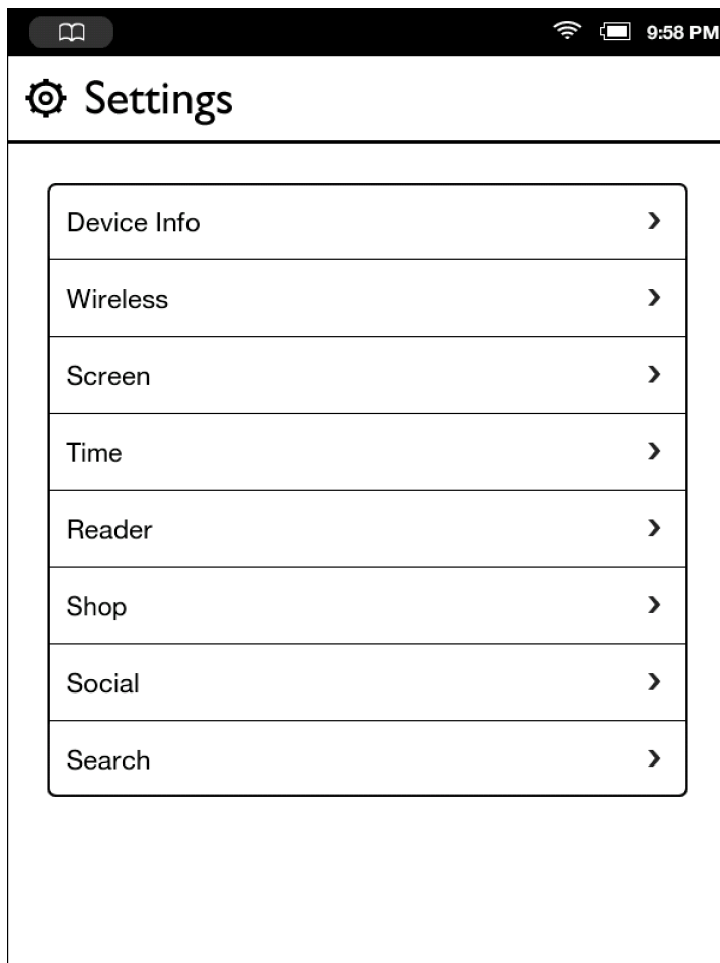 9:58 PM
Settings
Device Info
Wireless
Screen
Time
Reader
Shop
Social
Search